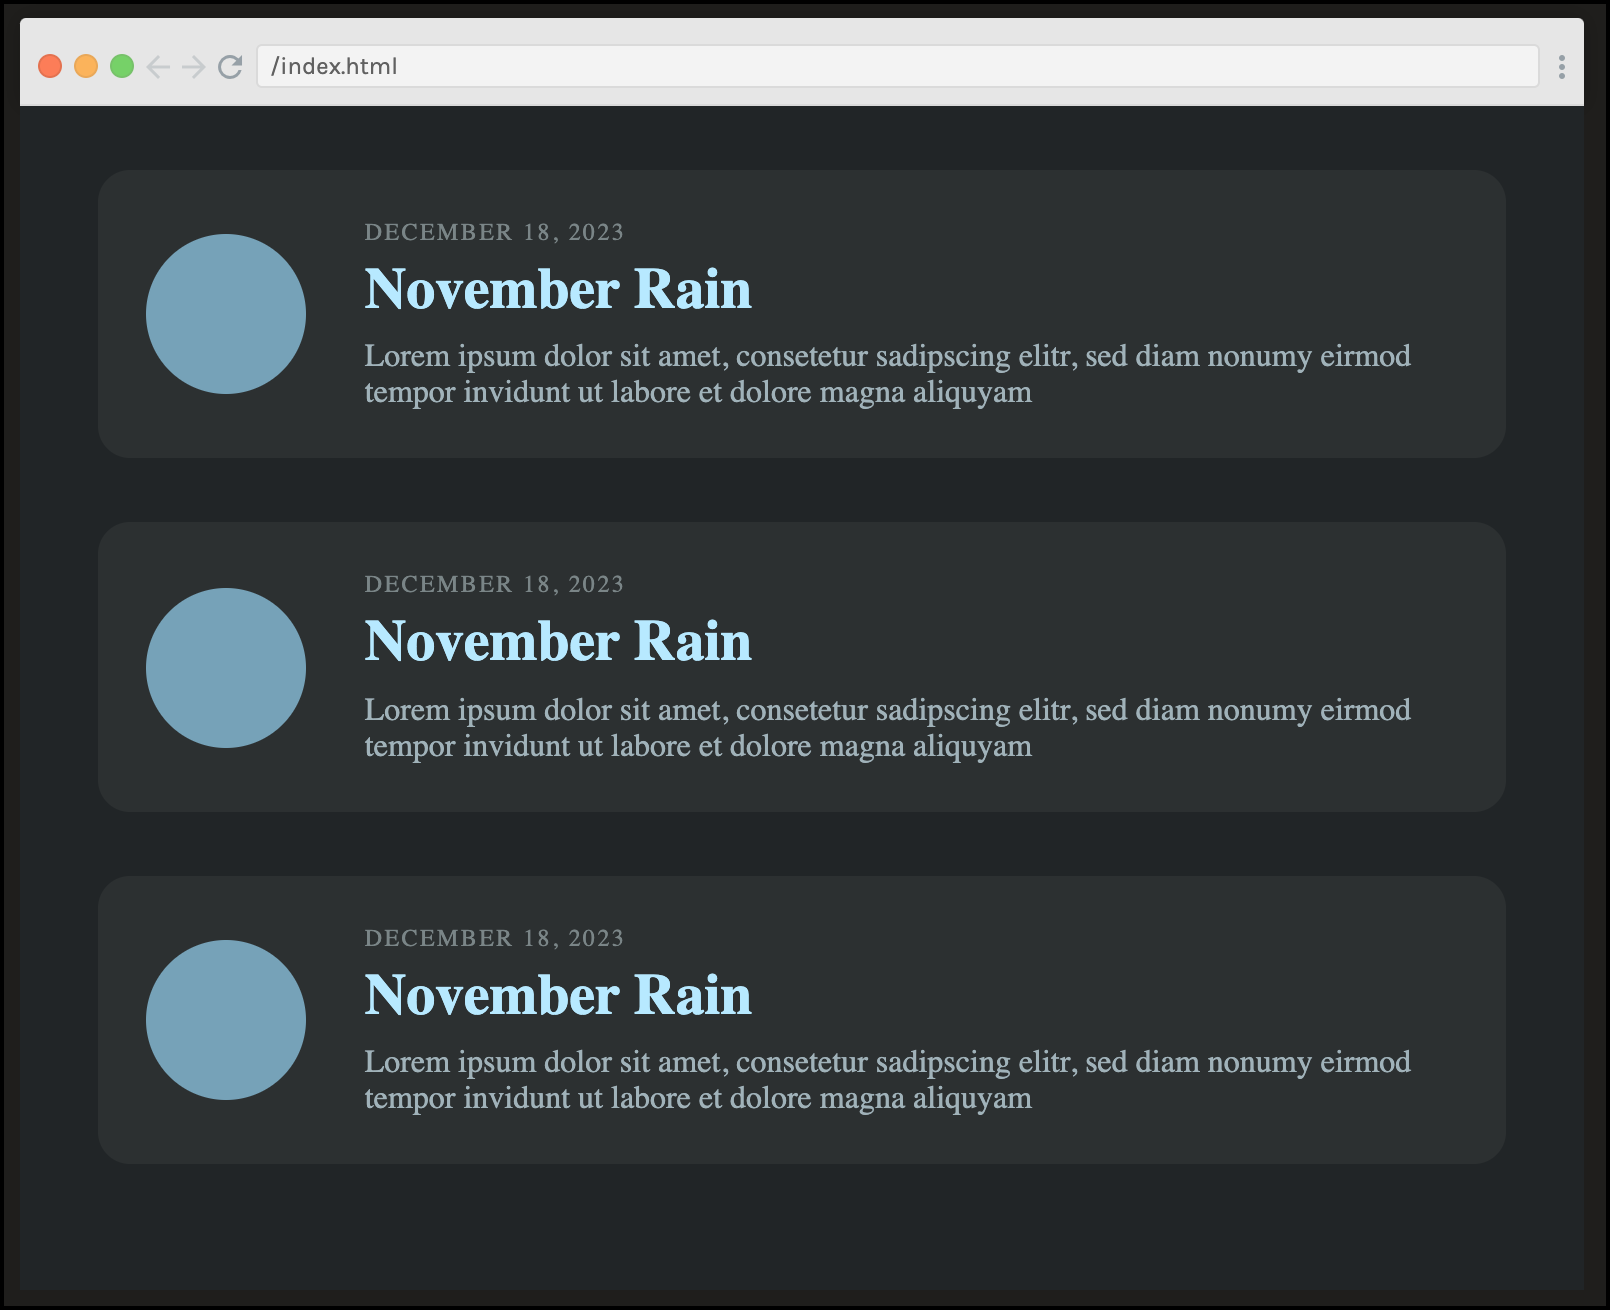 /index.html
DECEMBER 18, 2023
November Rain
Lorem ipsum dolor sit amet, consetetur sadipscing elitr, sed diam nonumy eirmod
tempor invidunt ut labore et dolore magna aliquyam
DECEMBER 18, 2023
November Rain
Lorem ipsum dolor sit amet, consetetur sadipscing elitr, sed diam nonumy eirmod
tempor invidunt ut labore et dolore magna aliquyam
DECEMBER 18, 2023
November Rain
Lorem ipsum dolor sit amet, consetetur sadipscing elitr, sed diam nonumy eirmod
tempor invidunt ut labore et dolore magna aliquyam